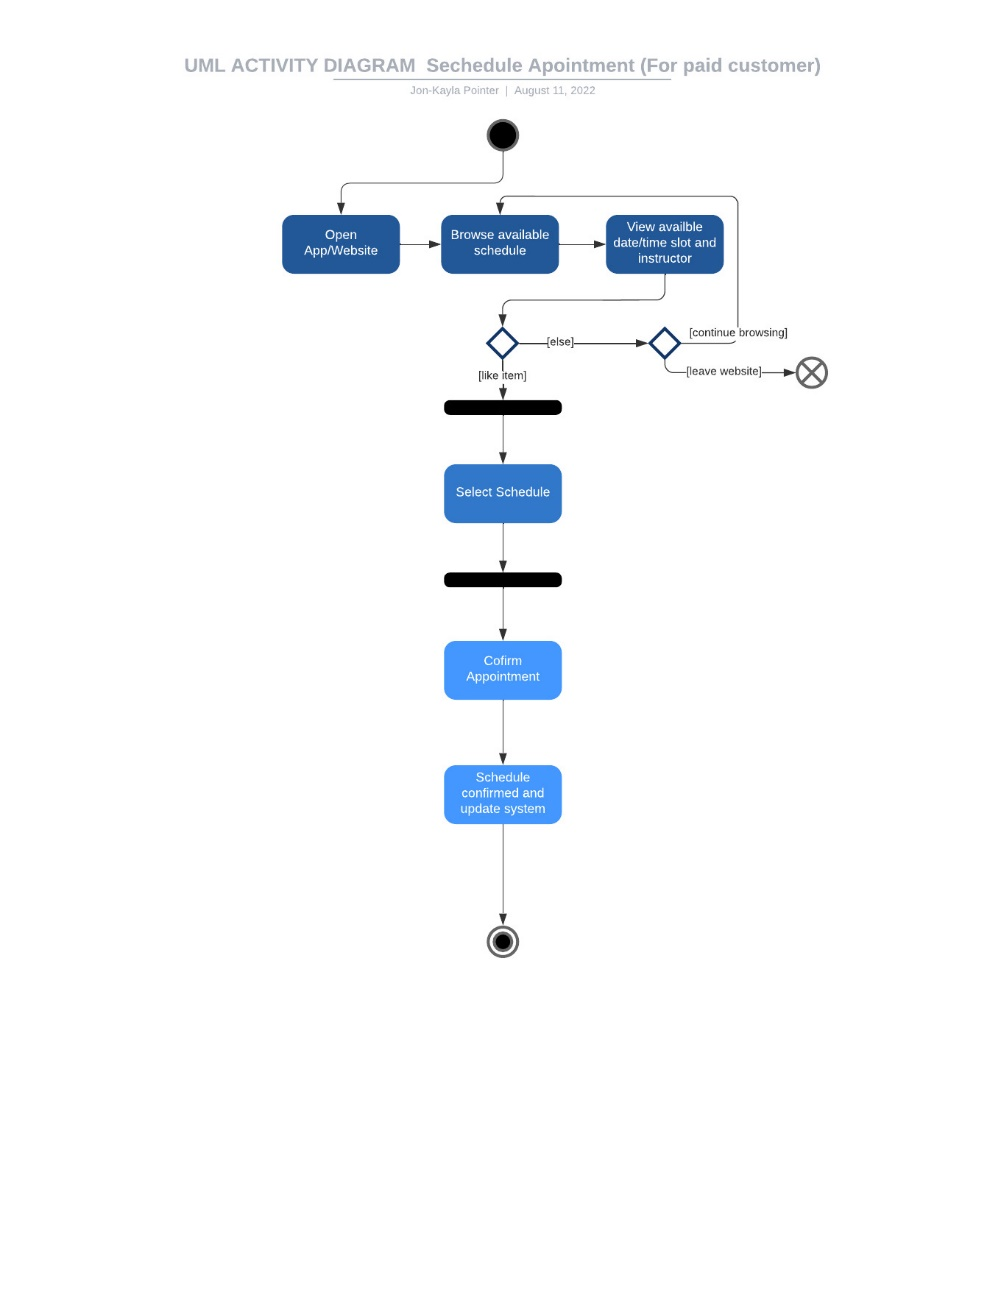 UML ACTIVITY DIAGRAM  Sechedule Apointment (For paid customer)
Jon-Kayla Pointer  |  August 11, 2022
Open
App/Website
Browse available
schedule
View availble
date/time slot and
instructor
[else]
[continue browsing]
[leave website]
[like item]
Select Schedule
Cofirm
Appointment
Schedule
confirmed and
update system